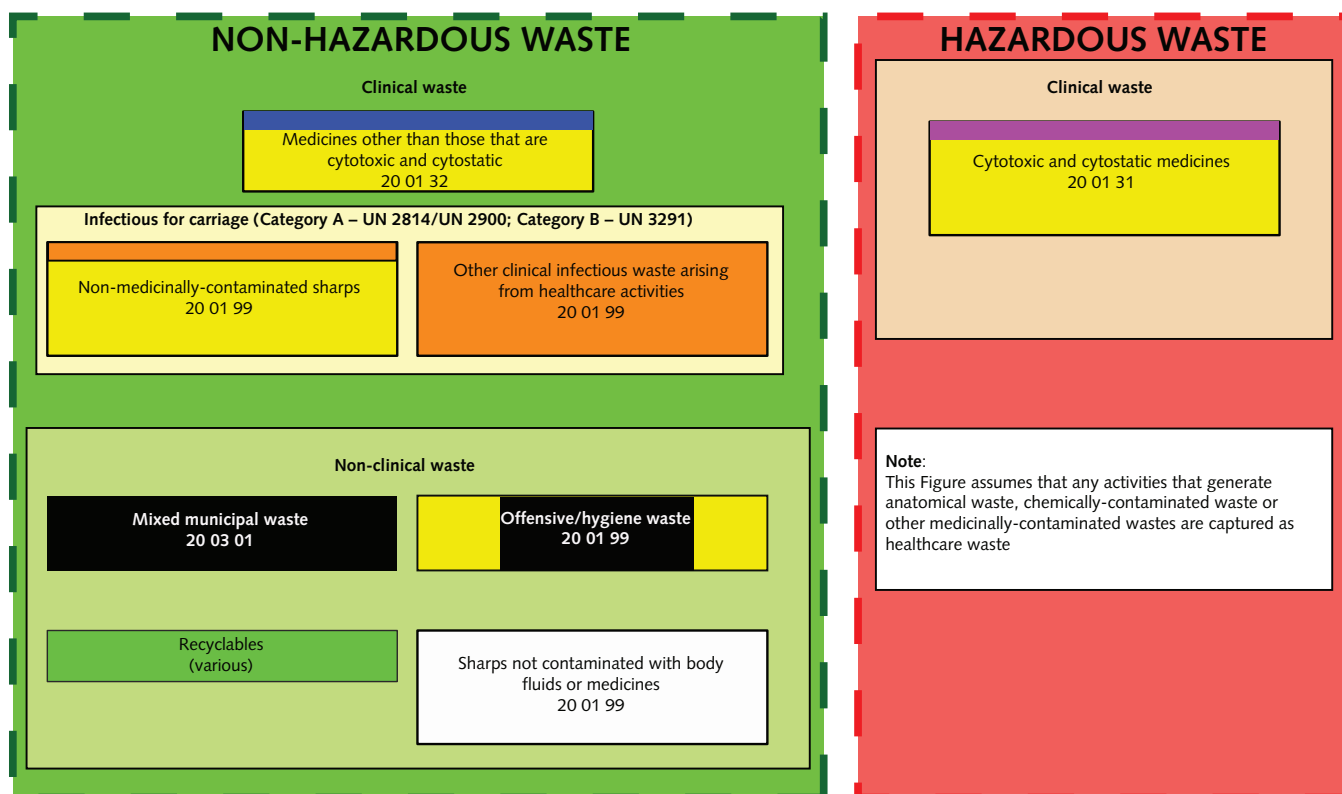 NON-HAZARDOUS WASTE
Clinical waste
Medicines other than those that are
cytotoxic and cytostatic
20 01 32
Infectious for carriage (Category A – UN 2814/UN 2900; Category B – UN 3291)
Non-medicinally-contaminated sharps
20 01 99
Other clinical infectious waste arising
from healthcare activities
20 01 99
Non-clinical waste
Mixed municipal waste
20 03 01
Offensive/hygiene waste
20 01 99
Recyclables
(various)
Sharps not contaminated with body
fluids or medicines
20 01 99
HAZARDOUS WASTE
Clinical waste
Cytotoxic and cytostatic medicines
20 01 31
Note:
This Figure assumes that any activities that generate
anatomical waste, chemically-contaminated waste or
other medicinally-contaminated wastes are captured as
healthcare waste